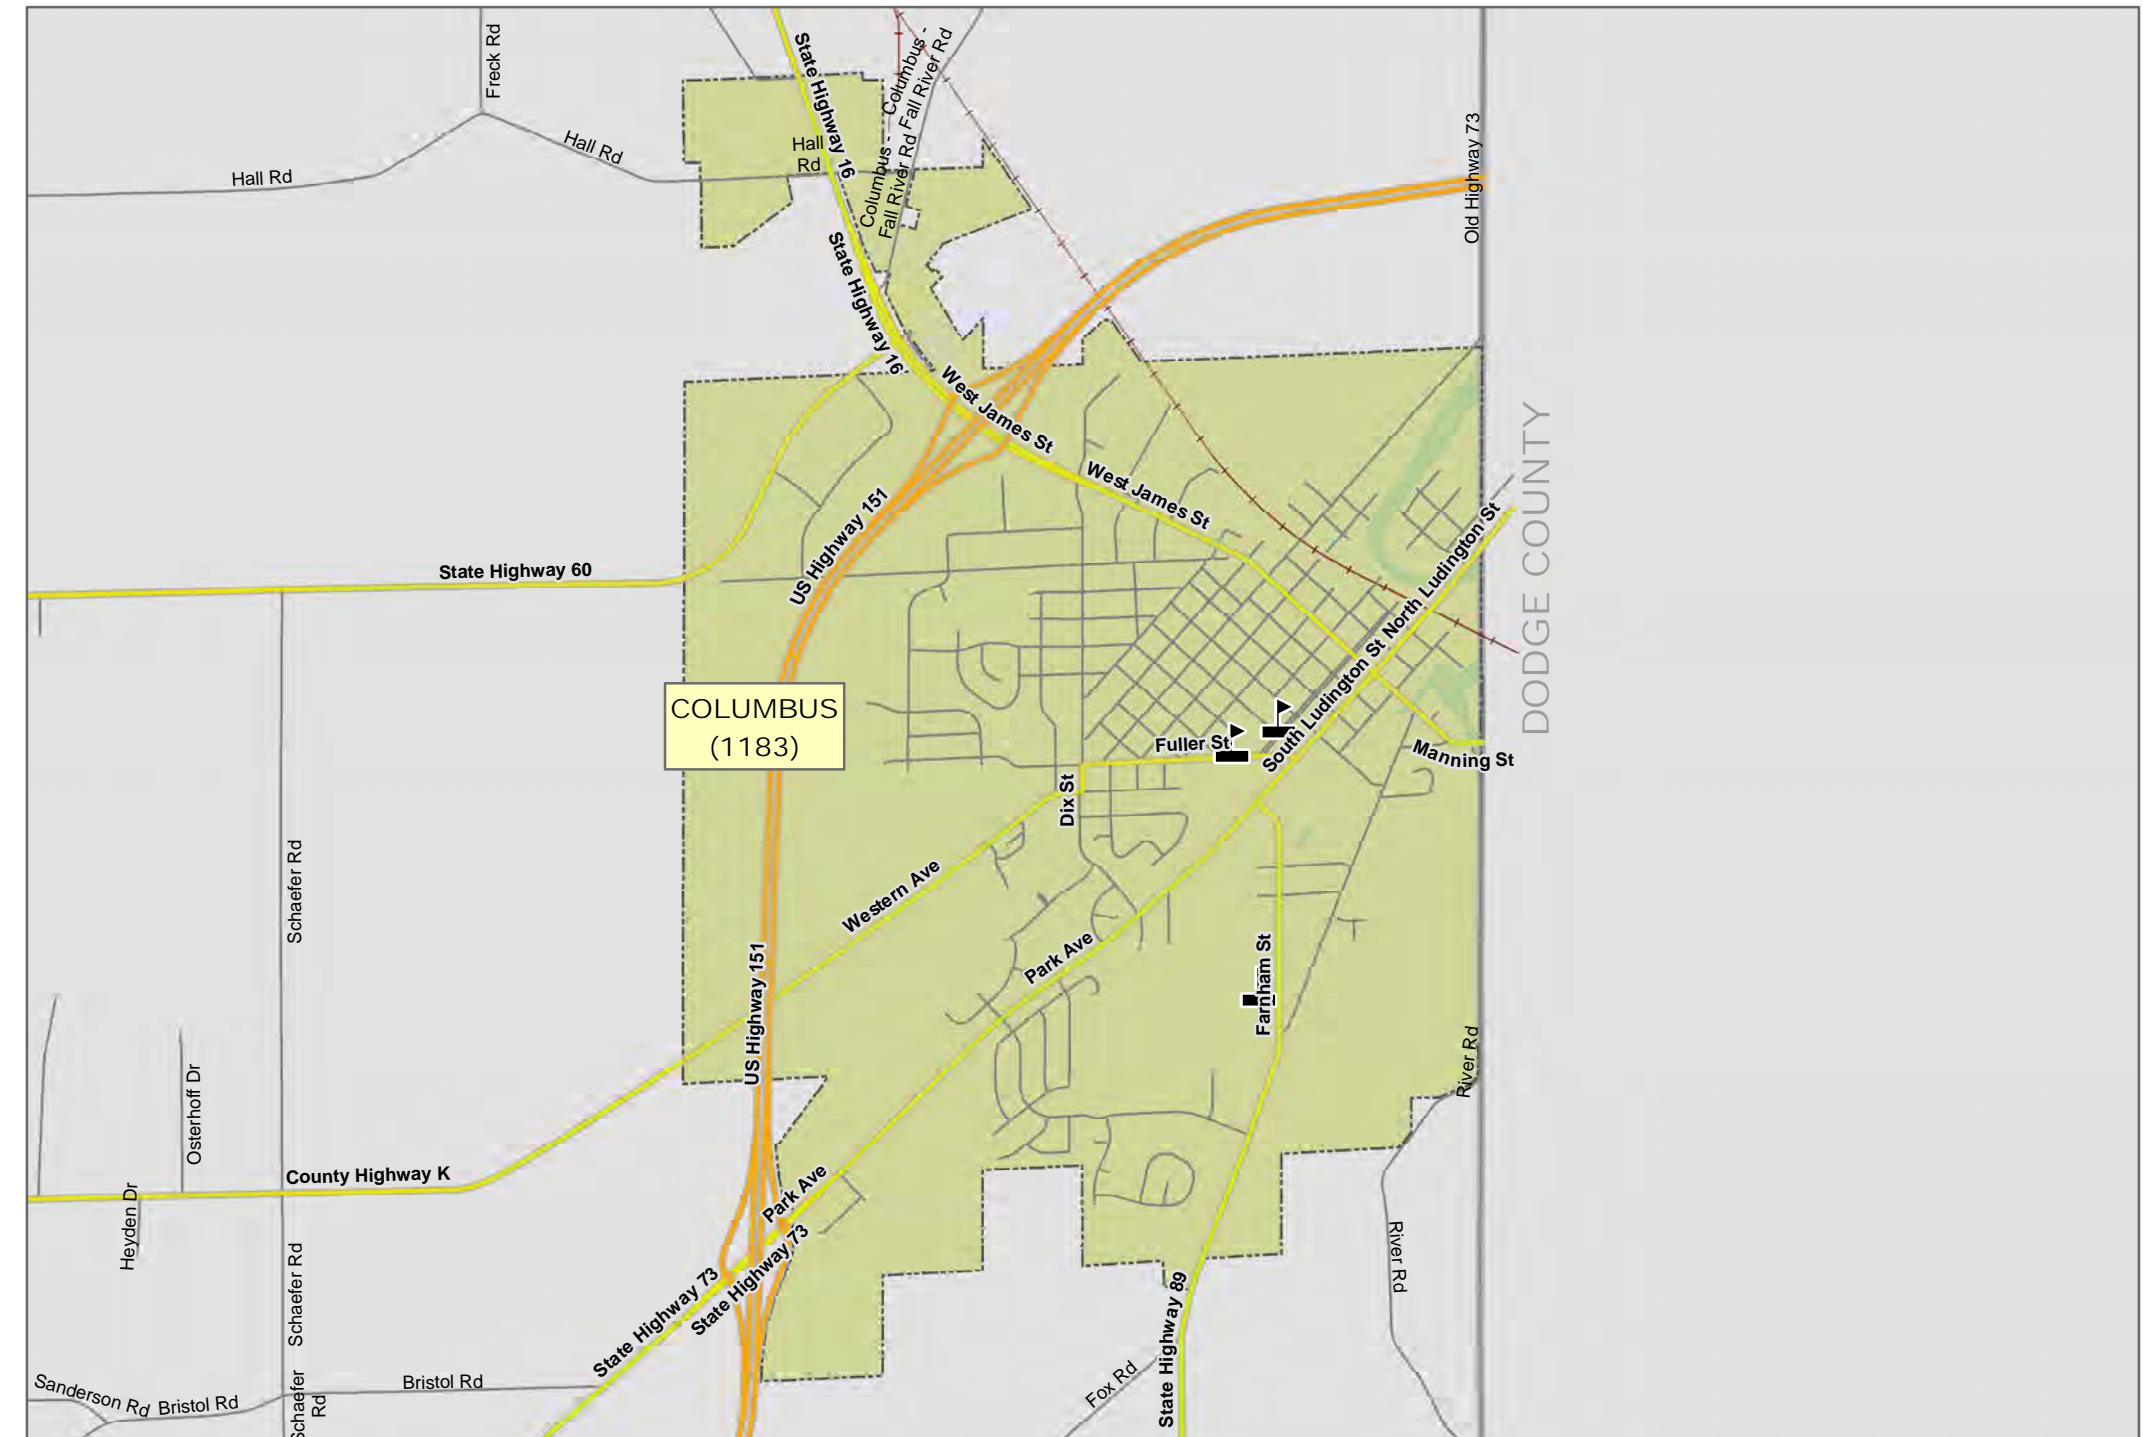 Freck Rd
State Highway 16
Columbus -
Fall River Rd
Columbus -
Fall River Rd
Hall Rd
Hall Rd
Hall
Rd
Old Highway 73
State Highway 16
West James St
West James St
DODGE COUNTY
US Highway 151
State Highway 60
North Ludington St
South Ludington St
COLUMBUS
(1183)
Fuller St
Manning St
Dix St
Schaefer Rd
Western Ave
Park Ave
Farnham St
US Highway 151
River Rd
Osterhoff Dr
County Highway K
Heyden Dr
Park Ave
State Highway 73
State Highway 73
Schaefer Rd
River Rd
State Highway 89
Fox Rd
Sanderson Rd
Bristol Rd
Bristol Rd
Schaefer
Rd